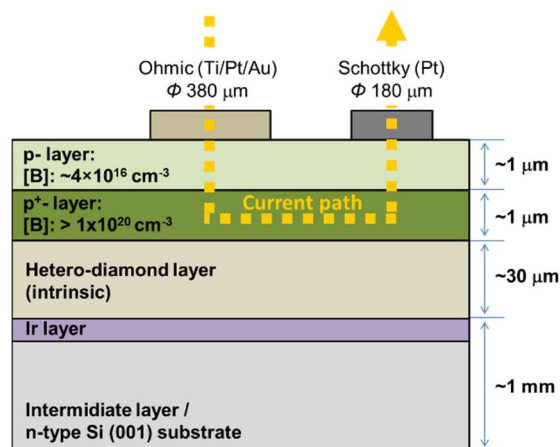 Ohmic (Ti/Pt/Au)
Φ 380 μm
Schottky (Pt)
Φ 180 μm
p- layer:
[B]: ~4×10¹⁶ cm⁻³
~1 μm
p⁺- layer:
[B]: > 1x10²⁰ cm⁻³
Current path
~1 μm
Hetero-diamond layer
(intrinsic)
~30 μm
Ir layer
~1 mm
Intermidiate layer /
n-type Si (001) substrate